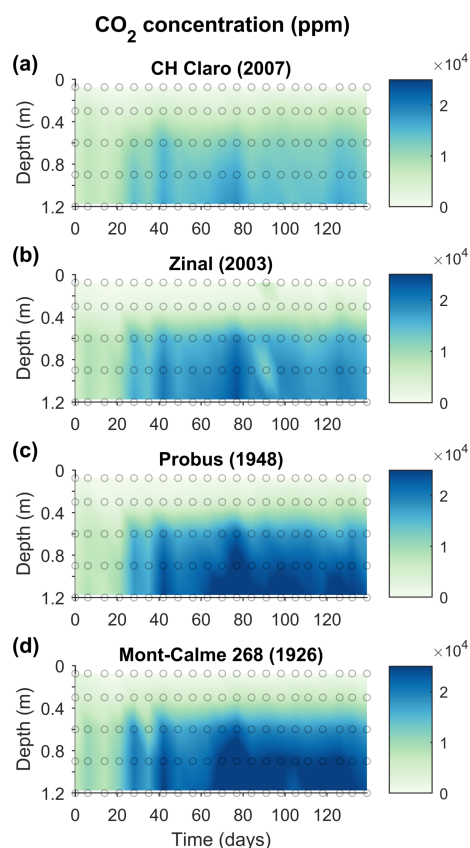 CO2 concentration (ppm)
(a)
CH Claro (2007)
×10^4
0
0.4
0.8
1.2
Depth (m)
0 20 40 60 80 100 120
2
1
0
(b)
Zinal (2003)
×10^4
0
0.4
0.8
1.2
Depth (m)
0 20 40 60 80 100 120
2
1
0
(c)
Probus (1948)
×10^4
0
0.4
0.8
1.2
Depth (m)
0 20 40 60 80 100 120
2
1
0
(d)
Mont-Calme 268 (1926)
×10^4
0
0.4
0.8
1.2
Depth (m)
0 20 40 60 80 100 120
Time (days)
2
1
0